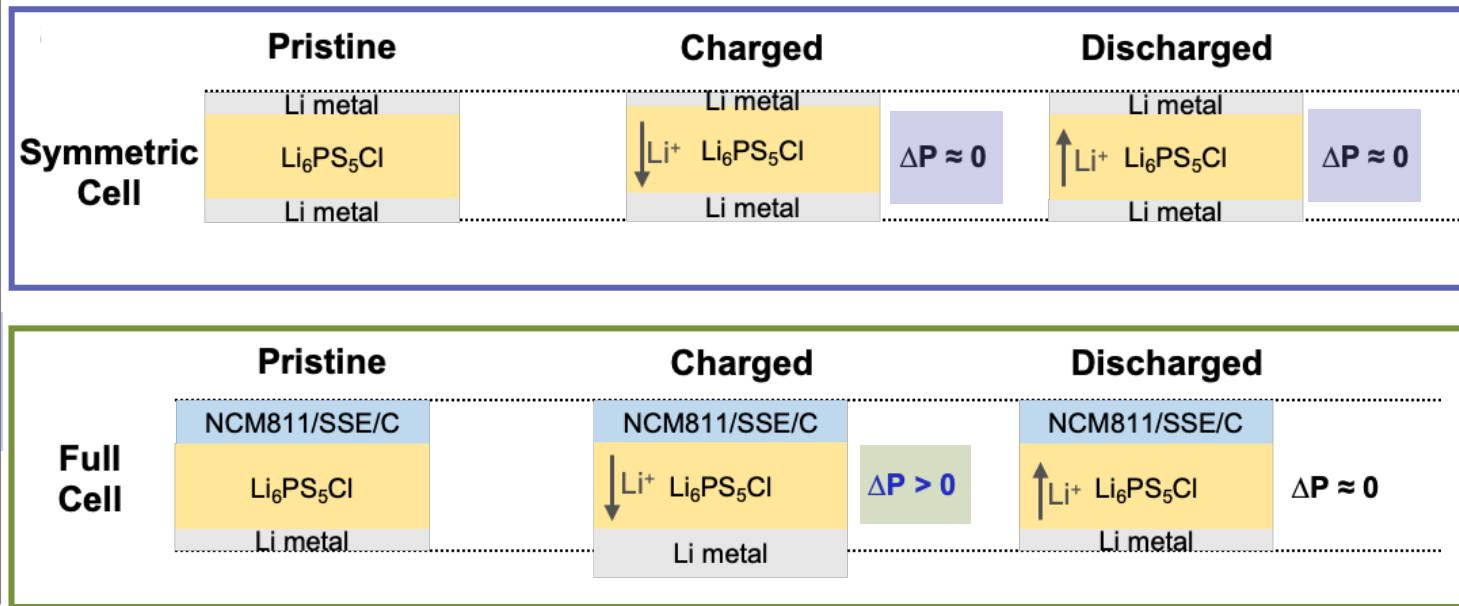 Pristine Charged Discharged
Symmetric Cell
Li metal
Li₆PS₅Cl
Li metal
Li metal
Li⁺ Li₆PS₅Cl
Li metal
ΔP ≈ 0
Li metal
Li⁺ Li₆PS₅Cl
Li metal
ΔP ≈ 0
Pristine Charged Discharged
Full Cell
NCM811/SSE/C
Li₆PS₅Cl
Li metal
NCM811/SSE/C
Li⁺ Li₆PS₅Cl
Li metal
ΔP > 0
NCM811/SSE/C
Li⁺ Li₆PS₅Cl
Li metal
ΔP ≈ 0